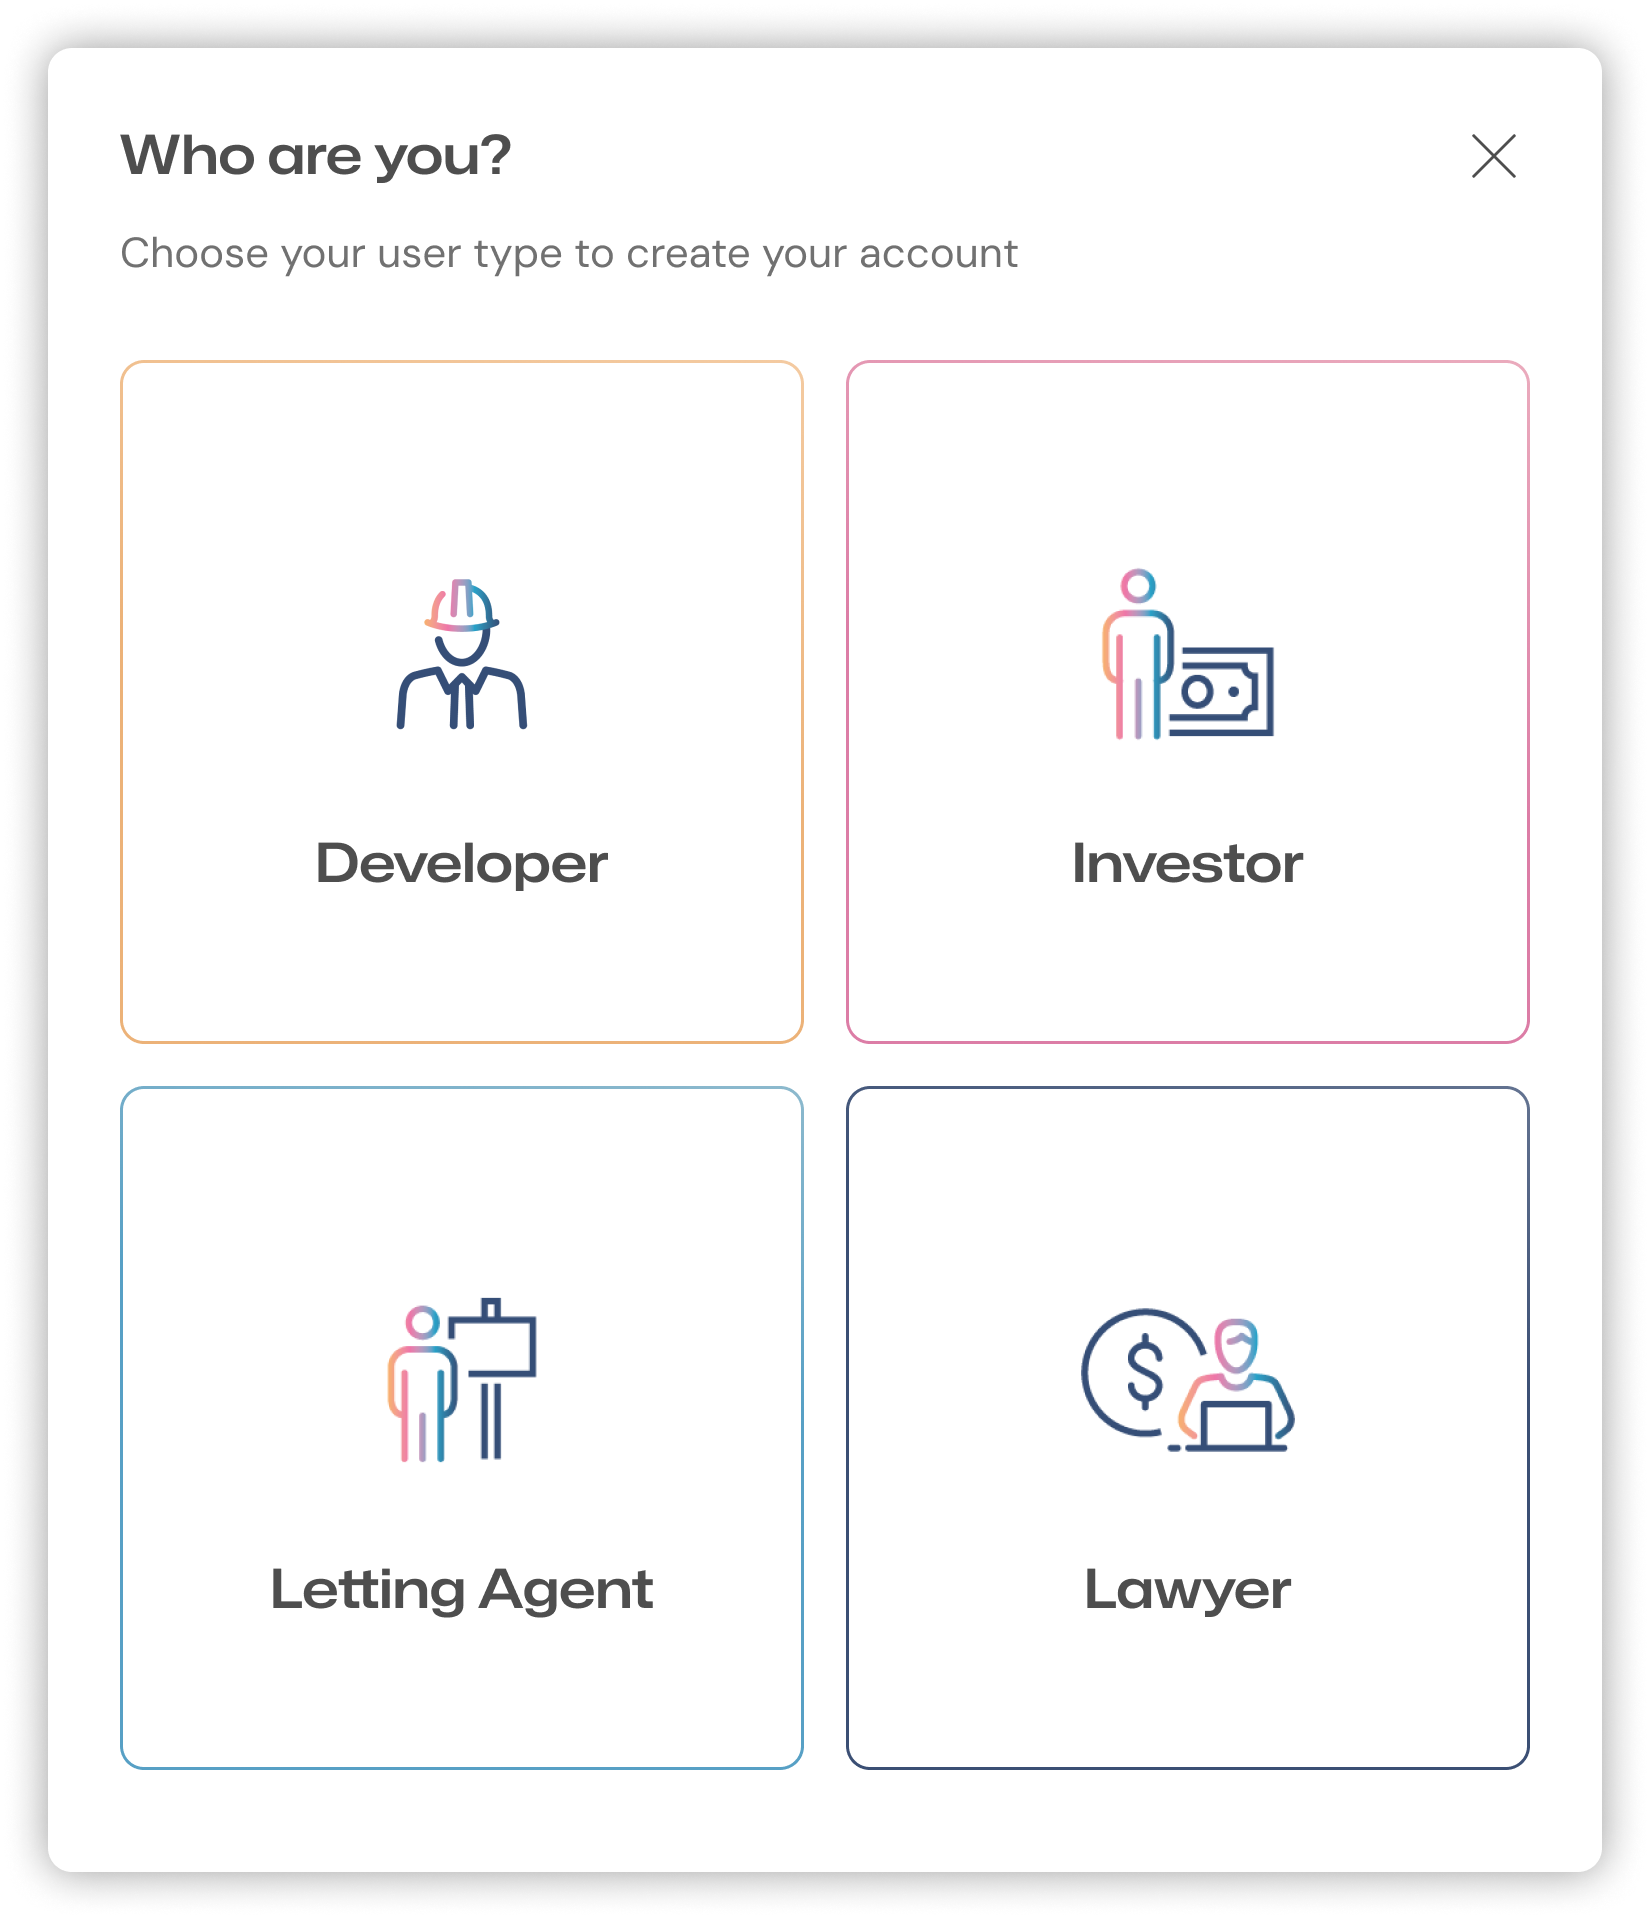 Who are you?
Choose your user type to create your account
Developer
Investor
$
Letting Agent
Lawyer